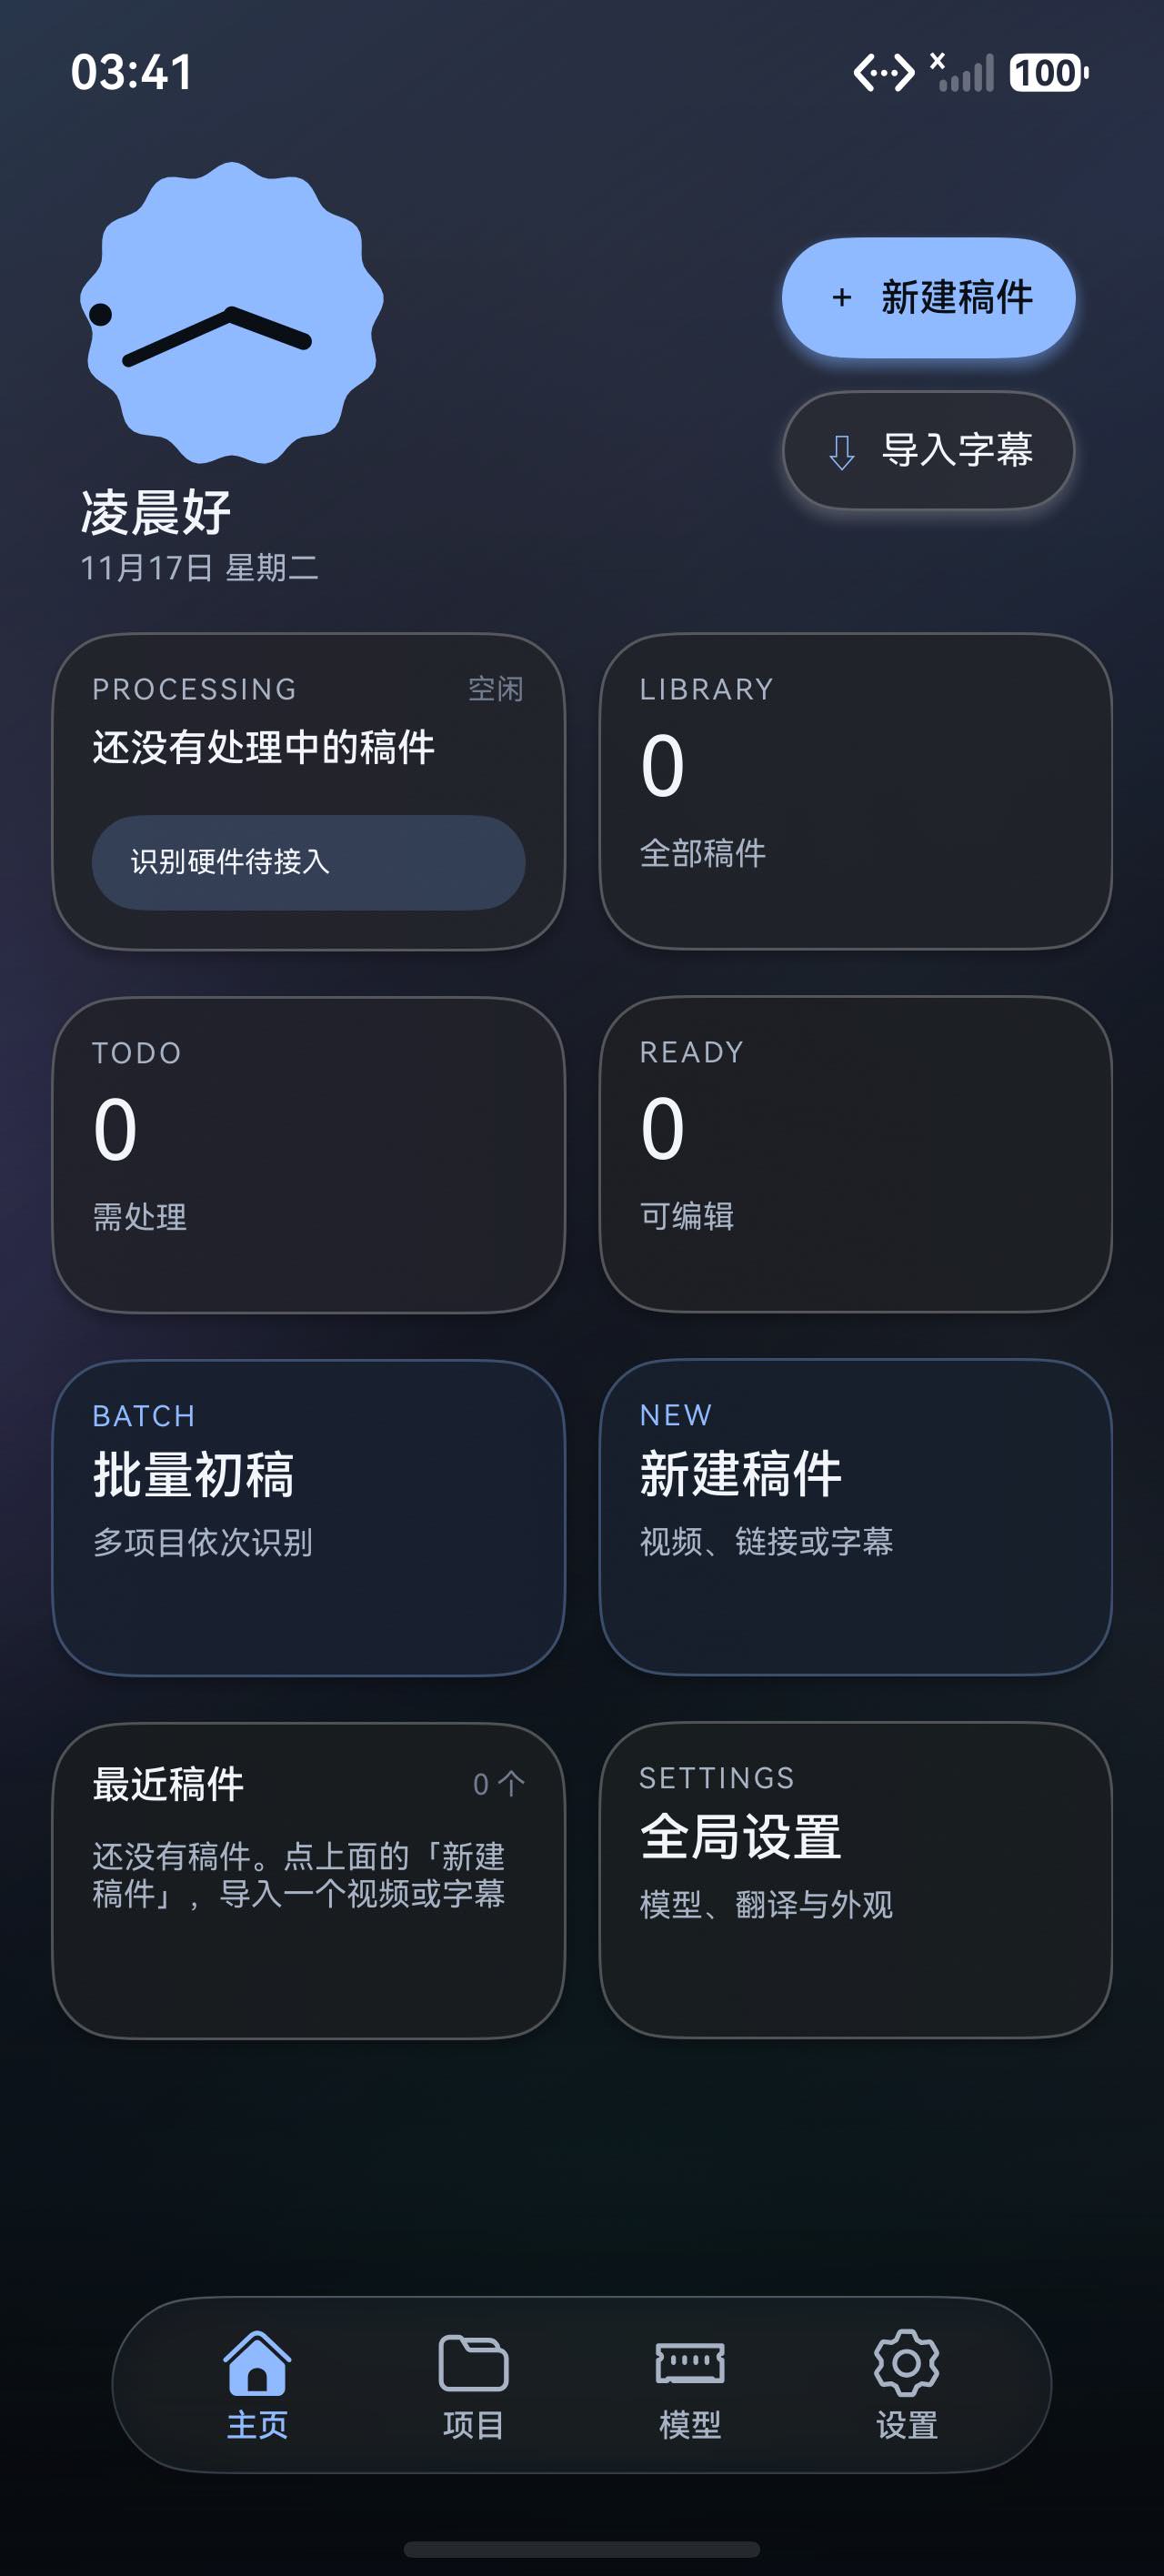 03:41
100
+ 新建稿件
导入字幕
凌晨好
11月17日 星期二
PROCESSING 空闲
还没有处理中的稿件
识别硬件待接入
LIBRARY
0
全部稿件
TODO
0
需处理
READY
0
可编辑
BATCH
批量初稿
多项目依次识别
NEW
新建稿件
视频、链接或字幕
最近稿件 0 个
还没有稿件。点上面的「新建
稿件」，导入一个视频或字幕
SETTINGS
全局设置
模型、翻译与外观
主页 项目 模型 设置